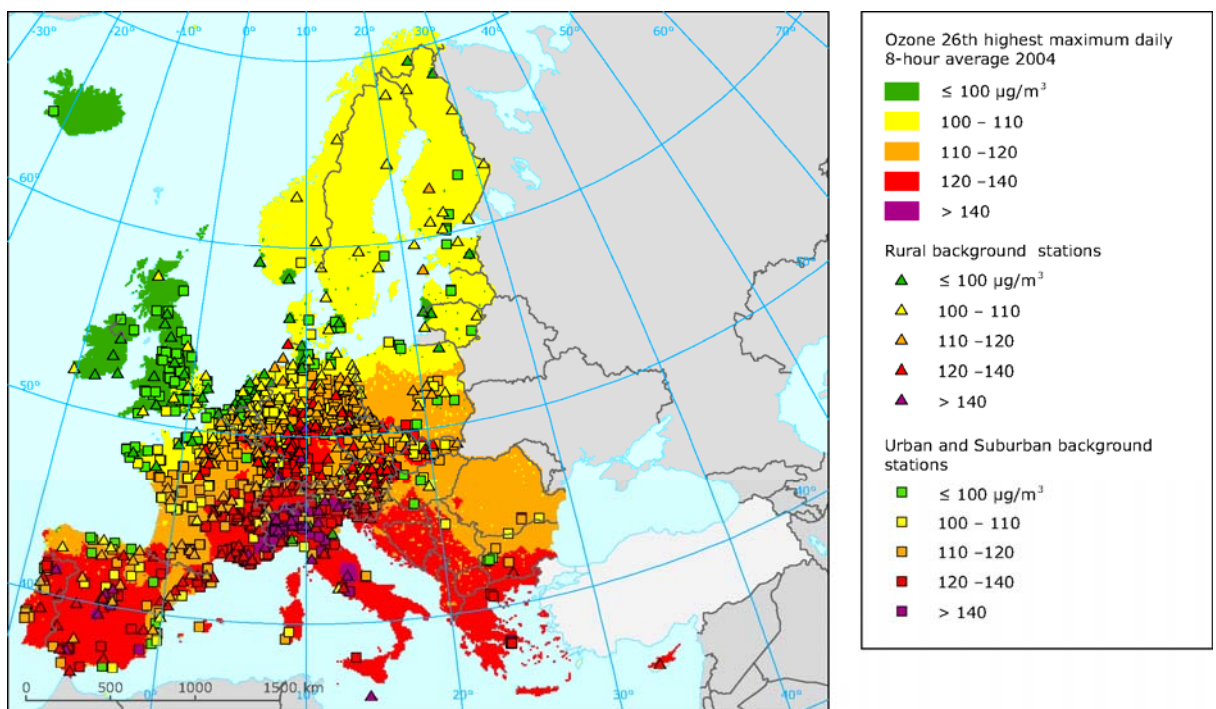 -30° -20° -10° 0° 10° 20° 30° 40° 50° 60° 70°
60°
50°
50°
40°
40°
0 500 1000 1500 km
0° 10° 20° 30° 40°
Ozone 26th highest maximum daily
8-hour average 2004
≤ 100 µg/m³
100 – 110
110 –120
120 –140
> 140
Rural background stations
≤ 100 µg/m³
100 – 110
110 –120
120 –140
> 140
Urban and Suburban background
stations
≤ 100 µg/m³
100 – 110
110 –120
120 –140
> 140